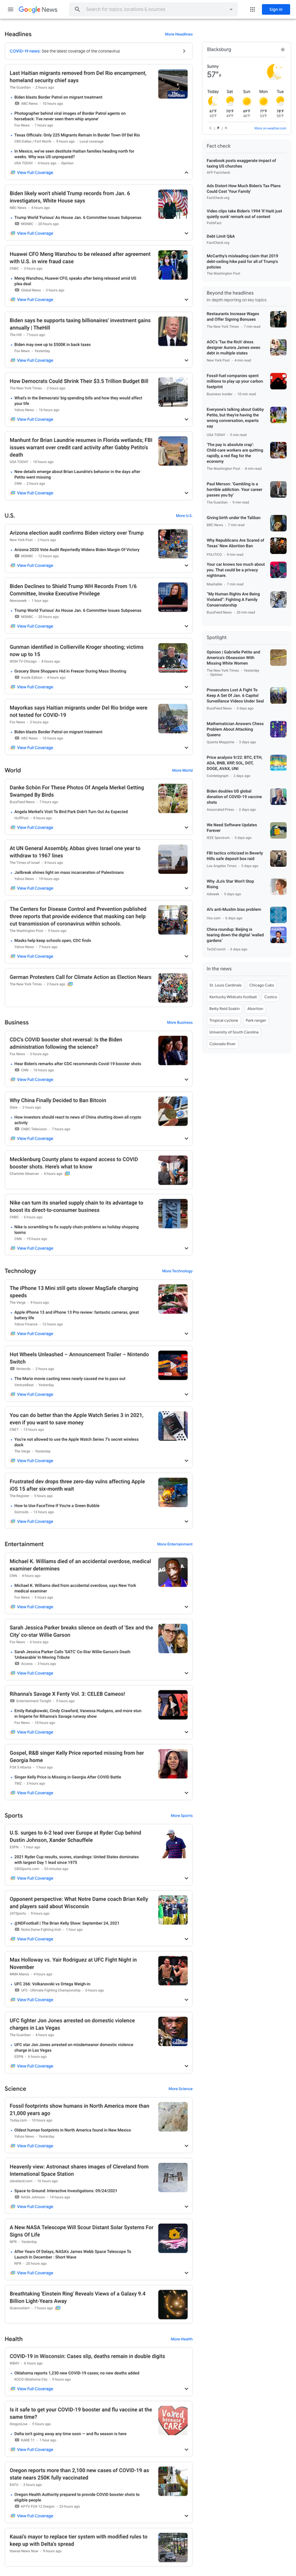 Google News
Search for topics, locations & sources
Sign in
Headlines
More Headlines
COVID-19 news: See the latest coverage of the coronavirus
Last Haitian migrants removed from Del Rio encampment,
homeland security chief says
The Guardian · 2 hours ago
Biden blasts Border Patrol on migrant treatment
ABC News · 10 hours ago
Photographer behind viral images of Border Patrol agents on
horseback: 'I've never seen them whip anyone'
Fox News · 7 hours ago
Texas Officials: Only 225 Migrants Remain in Border Town Of Del Rio
CBS Dallas / Fort Worth · 9 hours ago · Local coverage
In Mexico, we've seen destitute Haitian families heading north for
weeks. Why was US unprepared?
USA TODAY · 4 hours ago · Opinion
View Full Coverage
Biden likely won't shield Trump records from Jan. 6
investigators, White House says
NBC News · 4 hours ago
Trump World 'Furious' As House Jan. 6 Committee Issues Subpoenas
MSNBC · 20 hours ago
View Full Coverage
Huawei CFO Meng Wanzhou to be released after agreement
with U.S. in wire fraud case
CNBC · 3 hours ago
Meng Wanzhou, Huawei CFO, speaks after being released amid US
plea deal
Global News · 3 hours ago
View Full Coverage
Biden says he supports taxing billionaires' investment gains
annually | TheHill
The Hill · 7 hours ago
Biden may owe up to $500K in back taxes
Fox News · Yesterday
View Full Coverage
How Democrats Could Shrink Their $3.5 Trillion Budget Bill
The New York Times · 2 hours ago
What's in the Democrats' big spending bills and how they would affect
your life
Yahoo News · 14 hours ago
View Full Coverage
Manhunt for Brian Laundrie resumes in Florida wetlands; FBI
issues warrant over credit card activity after Gabby Petito's
death
USA TODAY · 10 hours ago
New details emerge about Brian Laundrie's behavior in the days after
Petito went missing
CNN · 2 hours ago
View Full Coverage
U.S.
More U.S.
Arizona election audit confirms Biden victory over Trump
New York Post · 2 hours ago
Arizona 2020 Vote Audit Reportedly Widens Biden Margin Of Victory
MSNBC · 12 hours ago
View Full Coverage
Biden Declines to Shield Trump WH Records From 1/6
Committee, Invoke Executive Privilege
Newsweek · 1 hour ago
Trump World 'Furious' As House Jan. 6 Committee Issues Subpoenas
MSNBC · 20 hours ago
View Full Coverage
Gunman identified in Collierville Kroger shooting; victims
now up to 15
WSB-TV Chicago · 8 hours ago
Grocery Store Shoppers Hid in Freezer During Mass Shooting
Inside Edition · 4 hours ago
View Full Coverage
Mayorkas says Haitian migrants under Del Rio bridge were
not tested for COVID-19
Fox News · 3 hours ago
Biden blasts Border Patrol on migrant treatment
ABC News · 10 hours ago
View Full Coverage
World
More World
Danke Schön For These Photos Of Angela Merkel Getting
Swarmed By Birds
BuzzFeed News · 7 hours ago
Angela Merkel's Visit To Bird Park Didn't Turn Out As Expected
HuffPost · 8 hours ago
View Full Coverage
At UN General Assembly, Abbas gives Israel one year to
withdraw to 1967 lines
The Times of Israel · 3 hours ago
Jailbreak shines light on mass incarceration of Palestinians
Yahoo News · 19 hours ago
View Full Coverage
The Centers for Disease Control and Prevention published
three reports that provide evidence that masking can help
cut transmission of coronavirus within schools.
The Washington Post · 5 hours ago
Masks help keep schools open, CDC finds
Yahoo News · 7 hours ago
View Full Coverage
German Protesters Call for Climate Action as Election Nears
The New York Times · 2 hours ago
Business
More Business
CDC's COVID booster shot reversal: Is the Biden
administration following the science?
Fox News · 3 hours ago
Hear Biden's remarks after CDC recommends Covid-19 booster shots
CNN · 10 hours ago
View Full Coverage
Why China Finally Decided to Ban Bitcoin
Slate · 2 hours ago
How investors should react to news of China shutting down all crypto
activity
CNBC Television · 7 hours ago
View Full Coverage
Mecklenburg County plans to expand access to COVID
booster shots. Here's what to know
Charlotte Observer · 6 hours ago
Nike can turn its snarled supply chain to its advantage to
boost its direct-to-consumer business
CNBC · 6 hours ago
Nike is scrambling to fix supply-chain problems as holiday shopping
looms
CNN · 19 hours ago
View Full Coverage
Technology
More Technology
The iPhone 13 Mini still gets slower MagSafe charging
speeds
The Verge · 9 hours ago
Apple iPhone 13 and iPhone 13 Pro review: fantastic cameras, great
battery life
Yahoo Finance · 13 hours ago
View Full Coverage
Hot Wheels Unleashed – Announcement Trailer – Nintendo
Switch
Nintendo · 2 hours ago
The Mario movie casting news nearly caused me to pass out
VentureBeat · Yesterday
View Full Coverage
You can do better than the Apple Watch Series 3 in 2021,
even if you want to save money
CNET · 13 hours ago
You're not allowed to use the Apple Watch Series 7's secret wireless
dock
The Verge · Yesterday
View Full Coverage
Frustrated dev drops three zero-day vulns affecting Apple
iOS 15 after six-month wait
The Register · 5 hours ago
How to Use FaceTime If You're a Green Bubble
Gizmodo · 12 hours ago
View Full Coverage
Entertainment
More Entertainment
Michael K. Williams died of an accidental overdose, medical
examiner determines
CNN · 4 hours ago
Michael K. Williams died from accidental overdose, says New York
medical examiner
Fox News · 5 hours ago
View Full Coverage
Sarah Jessica Parker breaks silence on death of 'Sex and the
City' co-star Willie Garson
Fox News · 6 hours ago
Sarah Jessica Parker Calls 'SATC' Co-Star Willie Garson's Death
'Unbearable' In Moving Tribute
Access · 3 hours ago
View Full Coverage
Rihanna's Savage X Fenty Vol. 3: CELEB Cameos!
Entertainment Tonight · 5 hours ago
Emily Ratajkowski, Cindy Crawford, Vanessa Hudgens, and more stun
in lingerie for Rihanna's Savage runway show
Fox News · 10 hours ago
View Full Coverage
Gospel, R&B singer Kelly Price reported missing from her
Georgia home
FOX 5 Atlanta · 1 hour ago
Singer Kelly Price is Missing in Georgia After COVID Battle
TMZ · 3 hours ago
View Full Coverage
Sports
More Sports
U.S. surges to 6-2 lead over Europe at Ryder Cup behind
Dustin Johnson, Xander Schauffele
ESPN · 1 hour ago
2021 Ryder Cup results, scores, standings: United States dominates
with largest Day 1 lead since 1975
CBSSports.com · 50 minutes ago
View Full Coverage
Opponent perspective: What Notre Dame coach Brian Kelly
and players said about Wisconsin
247Sports · 9 hours ago
@NDFootball | The Brian Kelly Show: September 24, 2021
Notre Dame Fighting Irish · 1 hour ago
View Full Coverage
Max Holloway vs. Yair Rodriguez at UFC Fight Night in
November
MMA Mania · 4 hours ago
UFC 266: Volkanovski vs Ortega Weigh-in
UFC - Ultimate Fighting Championship · 5 hours ago
View Full Coverage
UFC fighter Jon Jones arrested on domestic violence
charges in Las Vegas
The Guardian · 4 hours ago
UFC star Jon Jones arrested on misdemeanor domestic violence
charge in Las Vegas
ESPN · 5 hours ago
View Full Coverage
Science
More Science
Fossil footprints show humans in North America more than
21,000 years ago
Today.com · 10 hours ago
Oldest human footprints in North America found in New Mexico
Yahoo News · Yesterday
View Full Coverage
Heavenly view: Astronaut shares images of Cleveland from
International Space Station
cleveland.com · 16 hours ago
Space to Ground: Interactive Investigations: 09/24/2021
NASA Johnson · 14 hours ago
View Full Coverage
A New NASA Telescope Will Scour Distant Solar Systems For
Signs Of Life
NPR · Yesterday
After Years Of Delays, NASA's James Webb Space Telescope To
Launch In December : Short Wave
NPR · 20 hours ago
View Full Coverage
Breathtaking 'Einstein Ring' Reveals Views of a Galaxy 9.4
Billion Light-Years Away
ScienceAlert · 7 hours ago
Health
More Health
COVID-19 in Wisconsin: Cases slip, deaths remain in double digits
WBAY · 6 hours ago
Oklahoma reports 1,230 new COVID-19 cases; no new deaths added
KOCO Oklahoma City · 9 hours ago
View Full Coverage
Is it safe to get your COVID-19 booster and flu vaccine at the
same time?
OregonLive · 3 hours ago
Delta isn't going away any time soon — and flu season is here
KARE 11 · 1 hour ago
View Full Coverage
Oregon reports more than 2,100 new cases of COVID-19 as
state nears 250K fully vaccinated
KATU · 3 hours ago
Oregon Health Authority prepared to provide COVID booster shots to
eligible people
KPTV FOX 12 Oregon · 23 hours ago
View Full Coverage
Kauai's mayor to replace tier system with modified rules to
keep up with Delta's spread
Hawaii News Now · 5 hours ago
Blacksburg
Sunny
57°F
Today Sat Sun Mon Tue
More on weather.com
Fact check
Facebook posts exaggerate impact of
taxing US churches
AFP Factcheck
Ads Distort How Much Biden's Tax Plans
Could Cost 'Your Family'
FactCheck.org
Video clips take Biden's 1994 'If Haiti just
quietly sunk' remark out of context
PolitiFact
Debt Limit Q&A
FactCheck.org
McCarthy's misleading claim that 2019
debt-ceiling hike paid for all of Trump's
policies
The Washington Post
Beyond the headlines
In-depth reporting on key topics
Restaurants Increase Wages
and Offer Signing Bonuses
The New York Times · 7 min read
AOC's 'Tax the Rich' dress
designer Aurora James owes
debt in multiple states
New York Post · 4 min read
Fossil fuel companies spent
millions to play up your carbon
footprint
Business Insider · 10 min read
Everyone's talking about Gabby
Petito, but they're having the
wrong conversation, experts
say
USA TODAY · 5 min read
'The pay is absolute crap':
Child-care workers are quitting
rapidly, a red flag for the
economy
The Washington Post · 8 min read
Paul Merson: 'Gambling is a
horrible addiction. Your career
passes you by'
The Guardian · 9 min read
Giving birth under the Taliban
BBC News · 7 min read
Why Republicans Are Scared of
Texas' New Abortion Ban
POLITICO · 9 min read
Your car knows too much about
you. That could be a privacy
nightmare.
Mashable · 7 min read
"My Human Rights Are Being
Violated": Fighting A Family
Conservatorship
BuzzFeed News · 20 min read
Spotlight
Opinion | Gabrielle Petito and
America's Obsession With
Missing White Women
The New York Times · Yesterday
· Opinion
Prosecutors Leet A Fight To
Keep A Set Of Jan. 6 Capitol
Surveillance Videos Under Seal
BuzzFeed News · 2 days ago
Mathematician Answers Chess
Problem About Attacking
Queens
Quanta Magazine · 3 days ago
Price analysis 9/22: BTC, ETH,
ADA, BNB, XRP, SOL, DOT,
DOGE, AVAX, UNI
Cointelegraph · 2 days ago
Biden doubles US global
donation of COVID-19 vaccine
shots
Associated Press · 2 days ago
We Need Software Updates
Forever
IEEE Spectrum · 5 days ago
FBI tactics criticized in Beverly
Hills safe deposit box raid
Los Angeles Times · 5 days ago
Why JLo's Star Won't Stop
Rising
inews4k · 5 days ago
AI's anti-Muslim bias problem
Vox.com · 6 days ago
China roundup: Beijing is
tearing down the digital 'walled
gardens'
TechCrunch · 5 days ago
In the news
St. Louis Cardinals
Chicago Cubs
Kentucky Wildcats football
Costco
Betty Reid Soskin
Abortion
Tropical cyclone
Park ranger
University of South Carolina
Colorado River